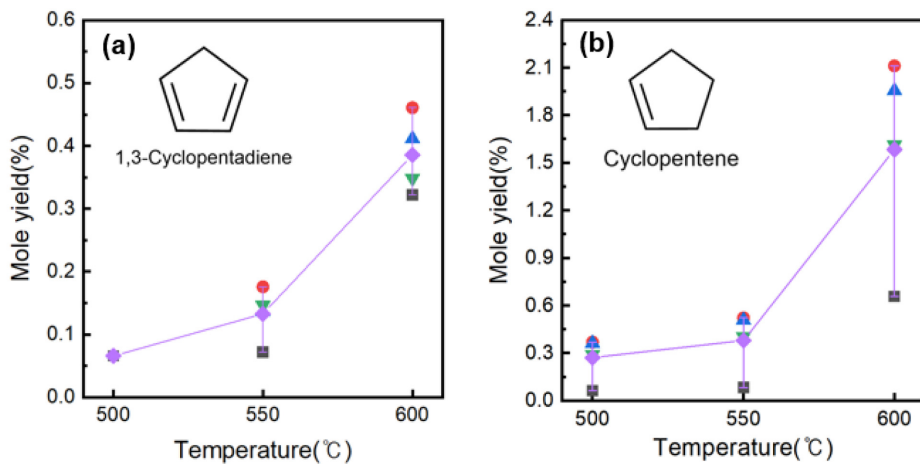 (a)
0.6
0.5
0.4
0.3
0.2
0.1
0.0
Mole yield(%)
1,3-Cyclopentadiene
500 550 600
Temperature(℃)
(b)
2.4
2.1
1.8
1.5
1.2
0.9
0.6
0.3
0.0
Mole yield(%)
Cyclopentene
500 550 600
Temperature(℃)